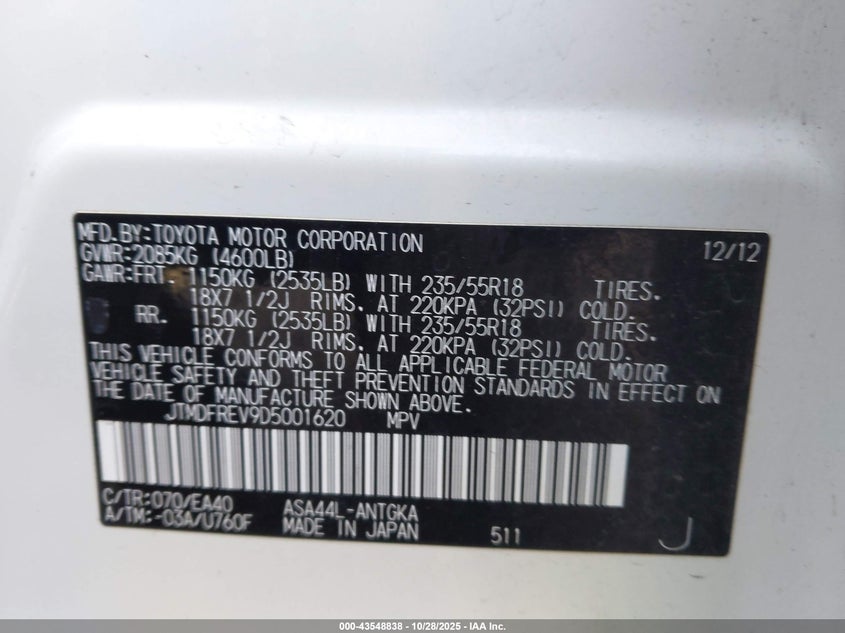 MFD.BY:TOYOTA MOTOR CORPORATION 12/12
GVWR:2085KG (4600LB)
GAWR:FRT. 1150KG (2535LB) WITH 235/55R18 TIRES.
18X7 1/2J RIMS. AT 220KPA (32PSI) COLD.
RR. 1150KG (2535LB) WITH 235/55R18 TIRES.
18X7 1/2J RIMS. AT 220KPA (32PSI) COLD.
THIS VEHICLE CONFORMS TO ALL APPLICABLE FEDERAL MOTOR
VEHICLE SAFETY AND THEFT PREVENTION STANDARDS IN EFFECT ON
THE DATE OF MANUFACTURE SHOWN ABOVE.
JTMDFREV9D5001620 MPV
C/TR:070/EA40 ASA44L-ANTGKA
A/TM:-03A/U760F MADE IN JAPAN 511 J
000-43548838 - 10/28/2025 - IAA Inc.